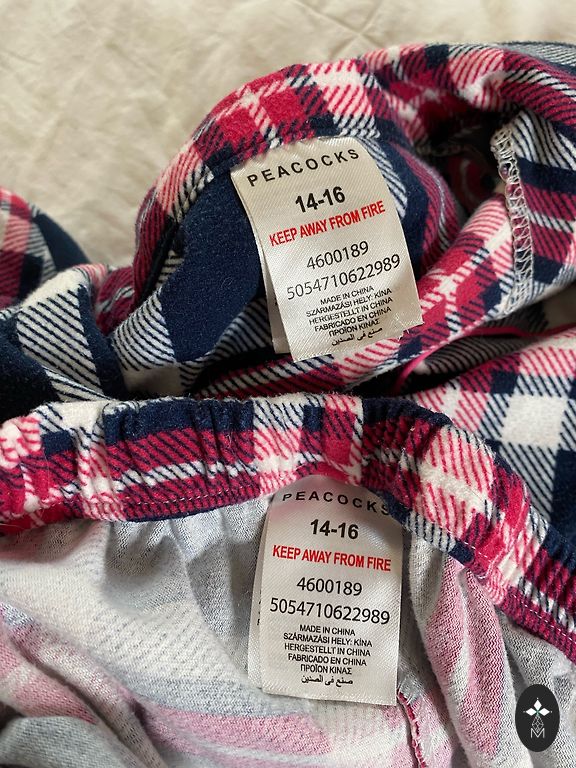 PEACOCKS
14-16
KEEP AWAY FROM FIRE
4600189
5054710622989
MADE IN CHINA
SZÁRMAZÁSI HELY: KÍNA
HERGESTELLT IN CHINA
FABRICADO EN CHINA
ΠΡΟΪΟΝ ΚΙΝΑΣ
صنع في الصين
PEACOCKS
14-16
KEEP AWAY FROM FIRE
4600189
5054710622989
MADE IN CHINA
SZÁRMAZÁSI HELY: KÍNA
HERGESTELLT IN CHINA
FABRICADO EN CHINA
ΠΡΟΪΟΝ ΚΙΝΑΣ
صنع في الصين
M